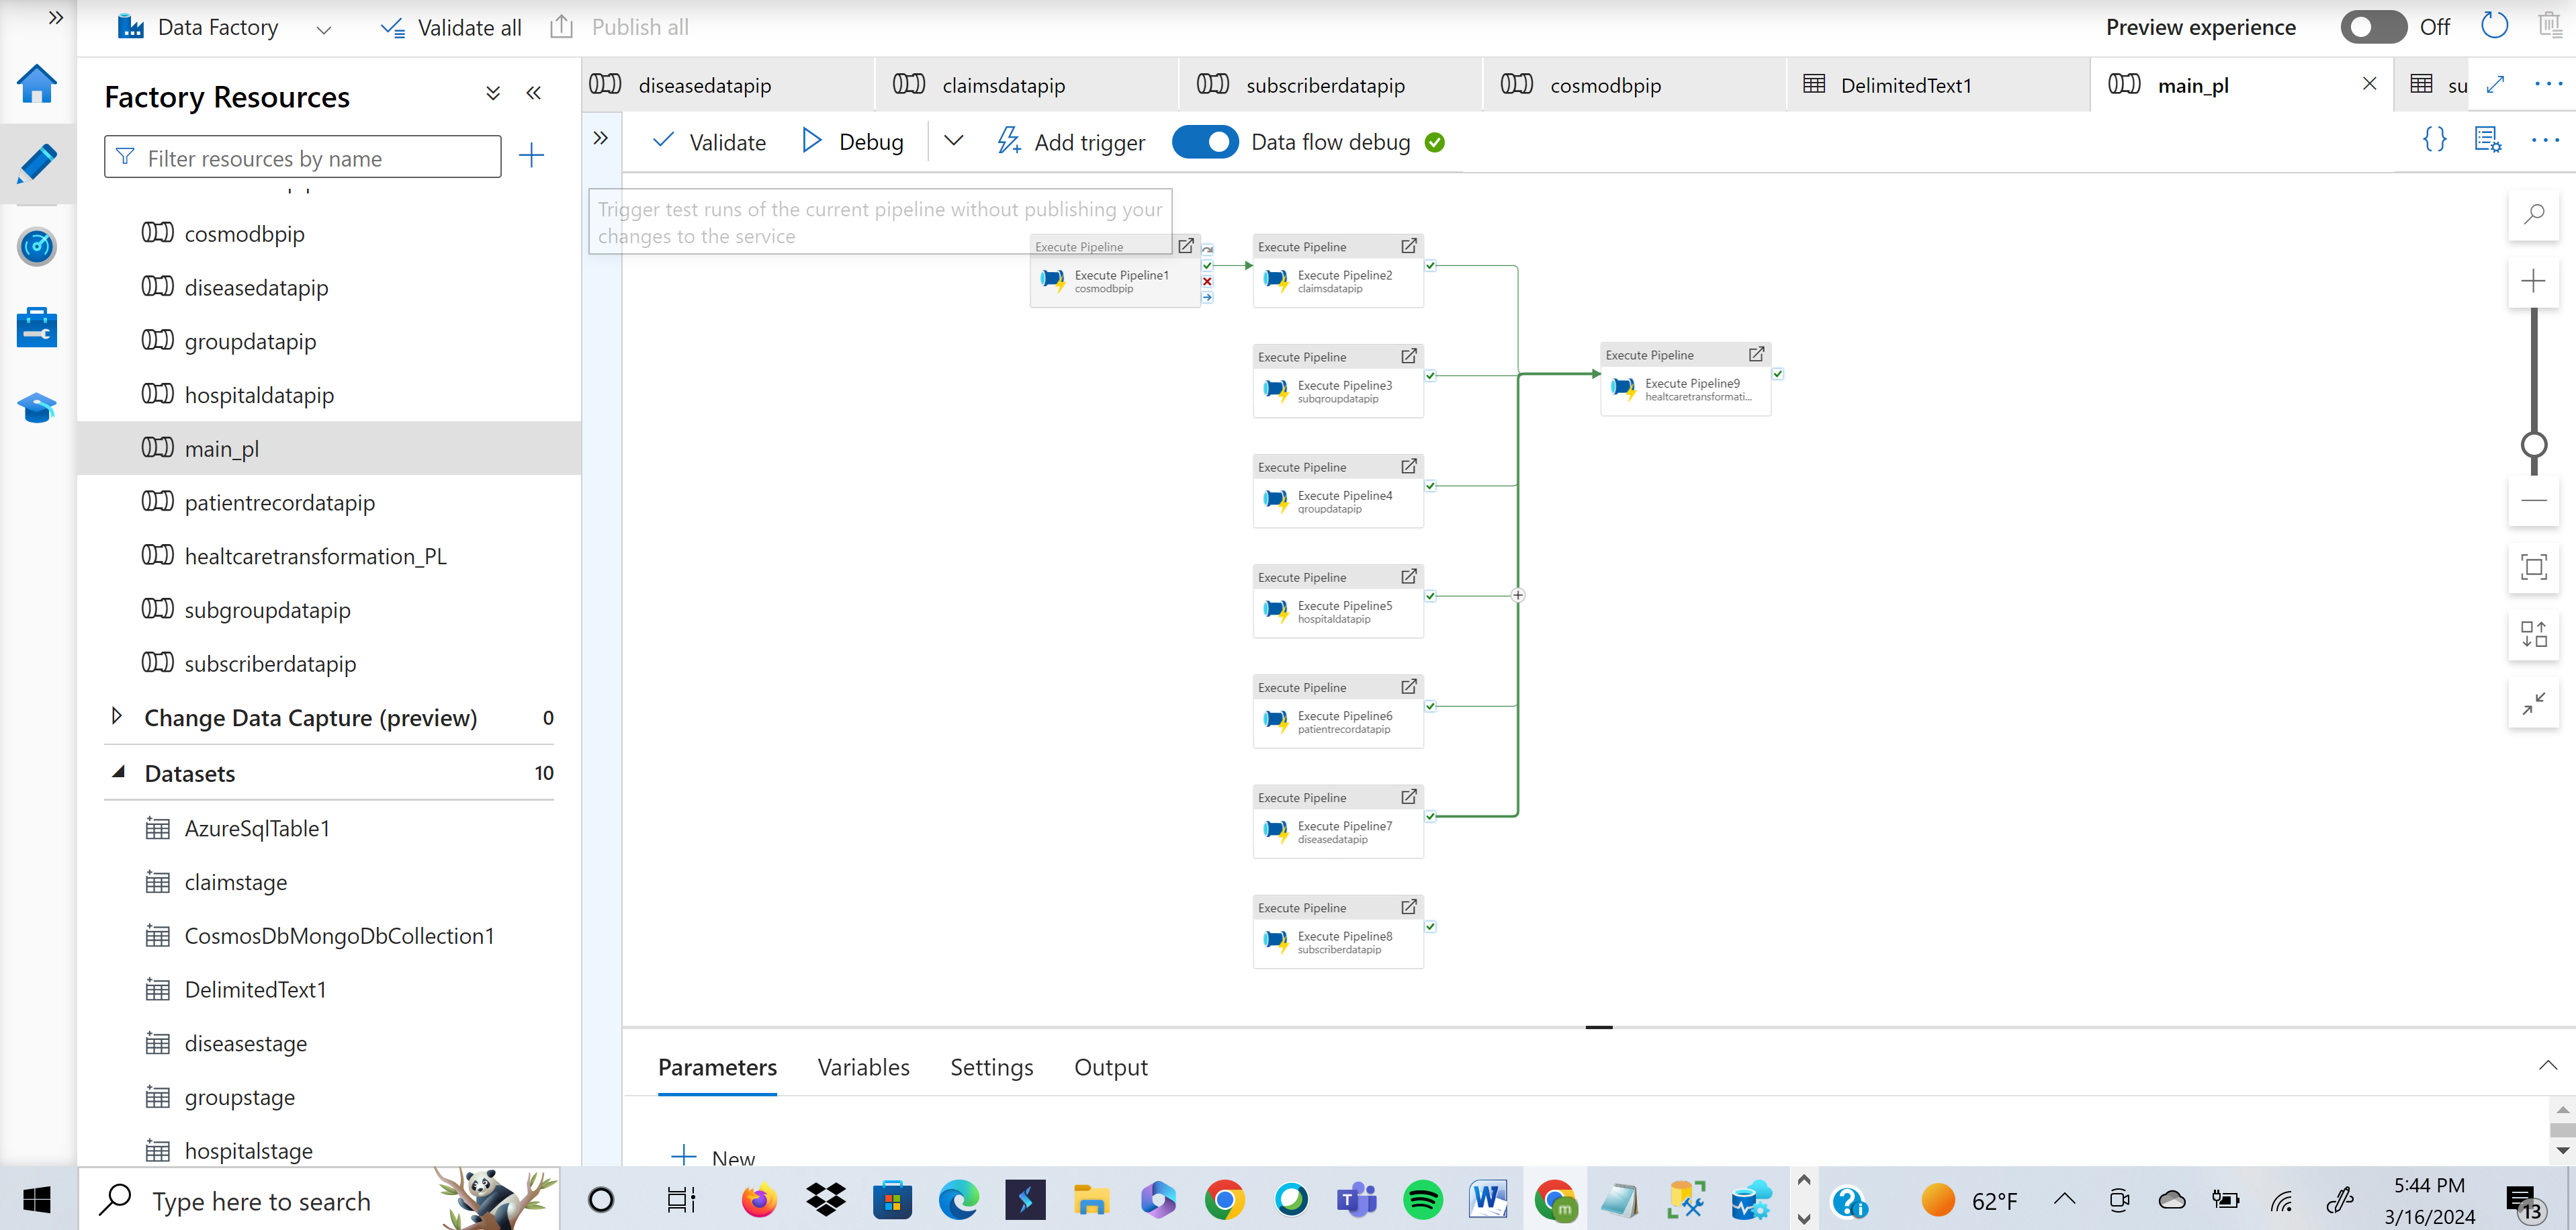 Data Factory
Validate all
Publish all
Preview experience
Off
Factory Resources
Filter resources by name
cosmodbpip
diseasedatapip
groupdatapip
hospitaldatapip
main_pl
patientrecordatapip
healtcaretransformation_PL
subgroupdatapip
subscriberdatapip
Change Data Capture (preview) 0
Datasets 10
AzureSqlTable1
claimstage
CosmosDbMongoDbCollection1
DelimitedText1
diseasestage
groupstage
hospitalstage
diseasedatapip
claimsdatapip
subscriberdatapip
cosmodbpip
DelimitedText1
main_pl
su
Validate
Debug
Add trigger
Data flow debug
Trigger test runs of the current pipeline without publishing your
changes to the service
Execute Pipeline
Execute Pipeline1
cosmodbpip
Execute Pipeline
Execute Pipeline2
claimsdatapip
Execute Pipeline
Execute Pipeline3
subgroupdatapip
Execute Pipeline
Execute Pipeline4
groupdatapip
Execute Pipeline
Execute Pipeline5
hospitaldatapip
Execute Pipeline
Execute Pipeline6
patientrecordatapip
Execute Pipeline
Execute Pipeline7
diseasedatapip
Execute Pipeline
Execute Pipeline8
subscriberdatapip
Execute Pipeline
Execute Pipeline9
healtcaretransformati...
Parameters
Variables
Settings
Output
New
Type here to search
62°F
5:44 PM
3/16/2024
13